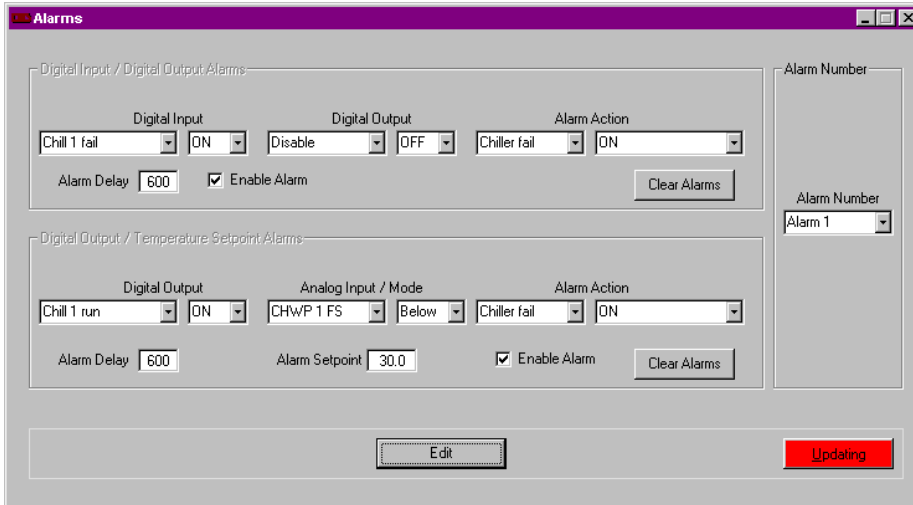 Alarms
Digital Input / Digital Output Alarms
Alarm Number
Digital Input Digital Output Alarm Action
Chill 1 fail ON Disable OFF Chiller fail ON
Alarm Delay 600 Enable Alarm Clear Alarms
Alarm Number
Alarm 1
Digital Output / Temperature Setpoint Alarms
Digital Output Analog Input / Mode Alarm Action
Chill 1 run ON CHWP 1 FS Below Chiller fail ON
Alarm Delay 600 Alarm Setpoint 30.0 Enable Alarm Clear Alarms
Edit Updating